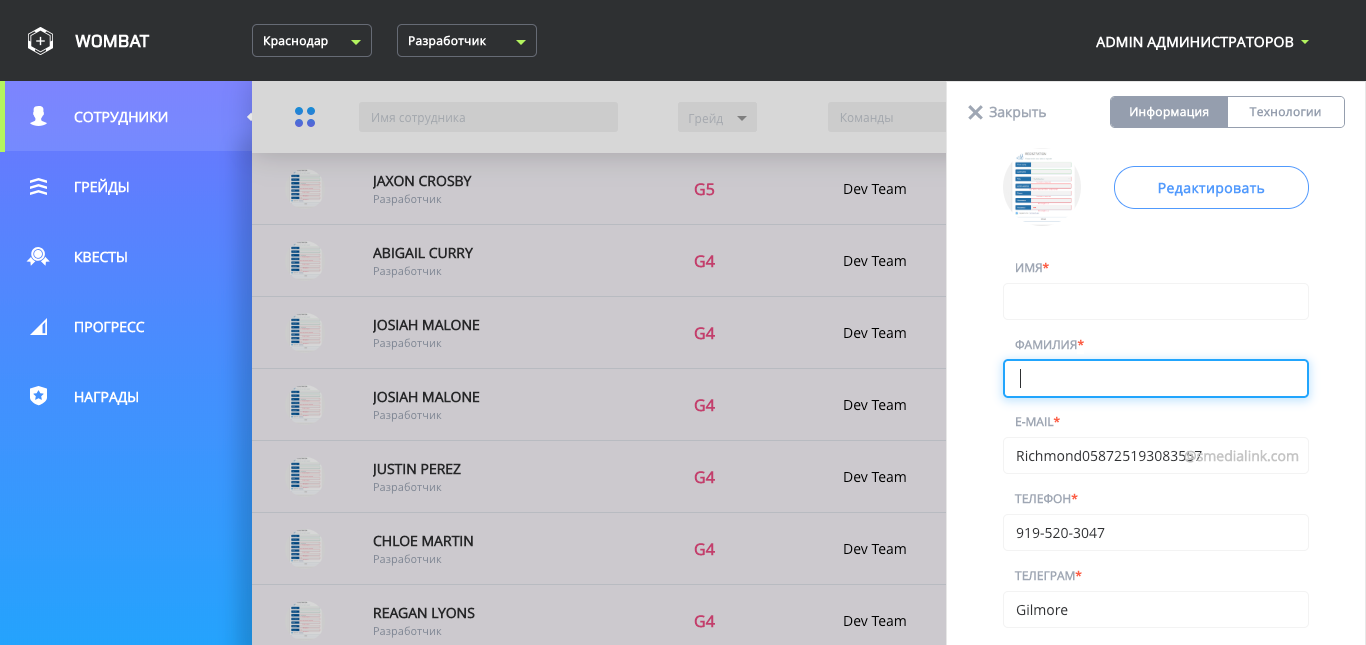 WOMBAT
Краснодар
Разработчик
ADMIN АДМИНИСТРАТОРОВ
СОТРУДНИКИ
ГРЕЙДЫ
КВЕСТЫ
ПРОГРЕСС
НАГРАДЫ
Имя сотрудника
Грейд
Команды
JAXON CROSBY
Разработчик
G5
Dev Team
ABIGAIL CURRY
Разработчик
G4
Dev Team
JOSIAH MALONE
Разработчик
G4
Dev Team
JOSIAH MALONE
Разработчик
G4
Dev Team
JUSTIN PEREZ
Разработчик
G4
Dev Team
CHLOE MARTIN
Разработчик
G4
Dev Team
REAGAN LYONS
Разработчик
G4
Dev Team
Закрыть
Информация
Технологии
Редактировать
ИМЯ*
ФАМИЛИЯ*
E-MAIL*
Richmond058725193083557 @smedialink.com
ТЕЛЕФОН*
919-520-3047
ТЕЛЕГРАМ*
Gilmore